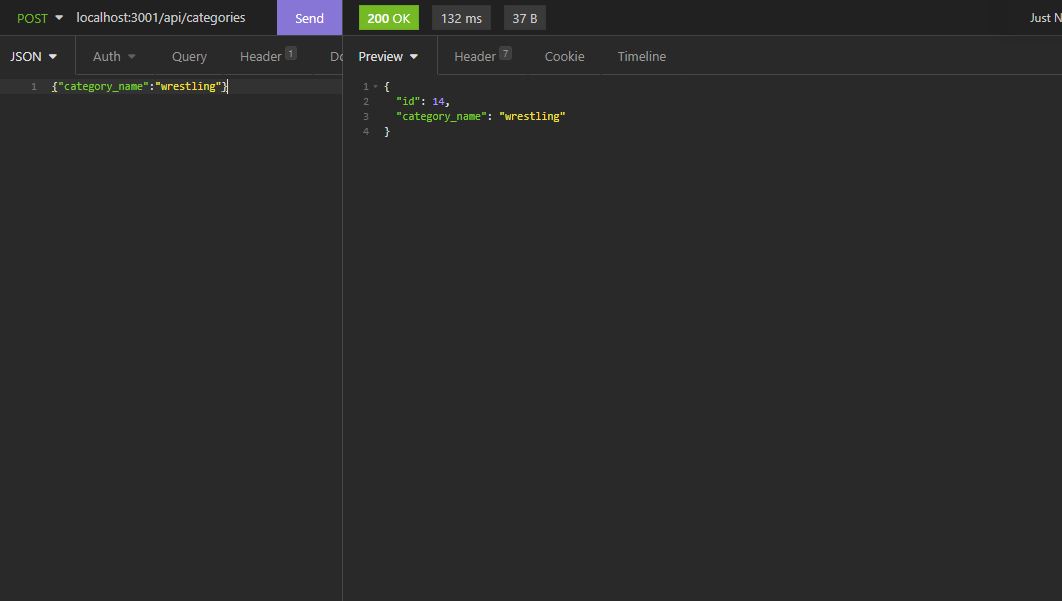 POST localhost:3001/api/categories Send 200 OK 132 ms 37 B Just N
JSON Auth Query Header 1 Do Preview Header 7 Cookie Timeline
1 {"category_name":"wrestling"}
1 {
2 "id": 14,
3 "category_name": "wrestling"
4 }